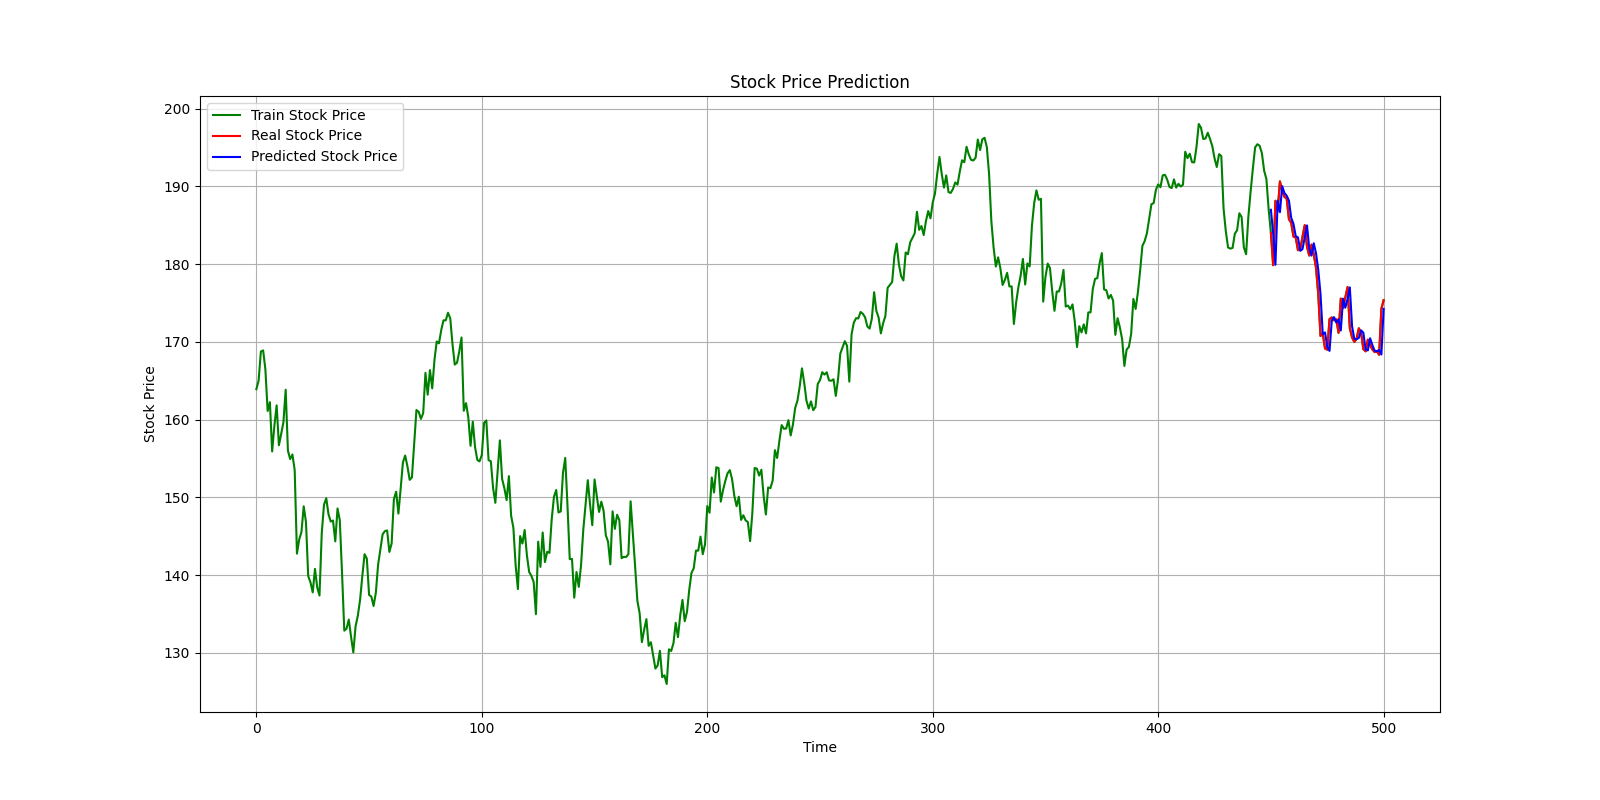 Stock Price Prediction
Train Stock Price
Real Stock Price
Predicted Stock Price
Stock Price
200
190
180
170
160
150
140
130
0 100 200 300 400 500
Time